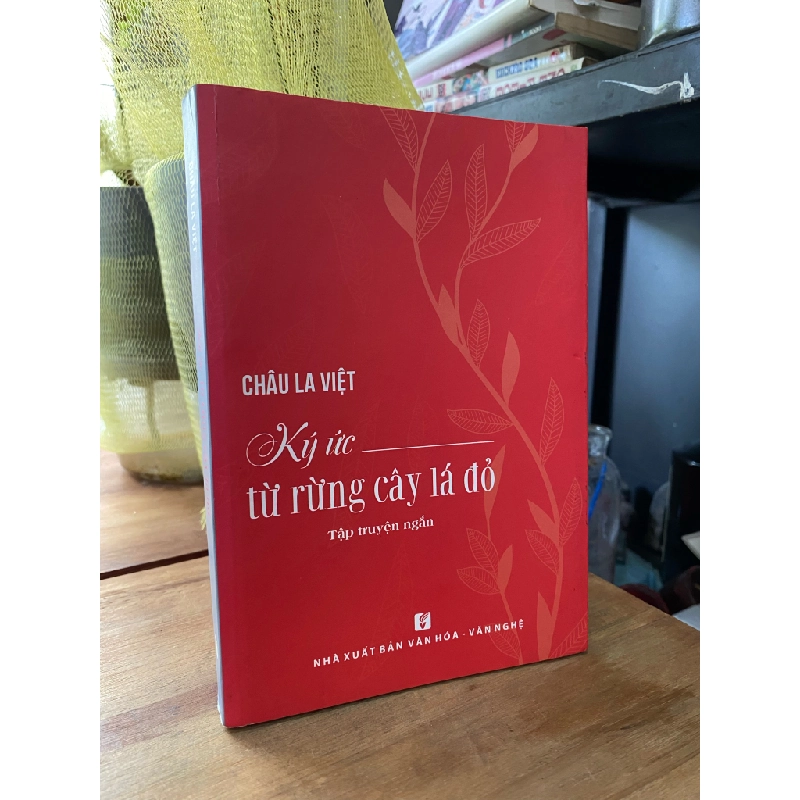 CHÂU LA VIỆT
Ký ức
từ rừng cây lá đỏ
Tập truyện ngắn
NHÀ XUẤT BẢN VĂN HÓA - VĂN NGHỆ